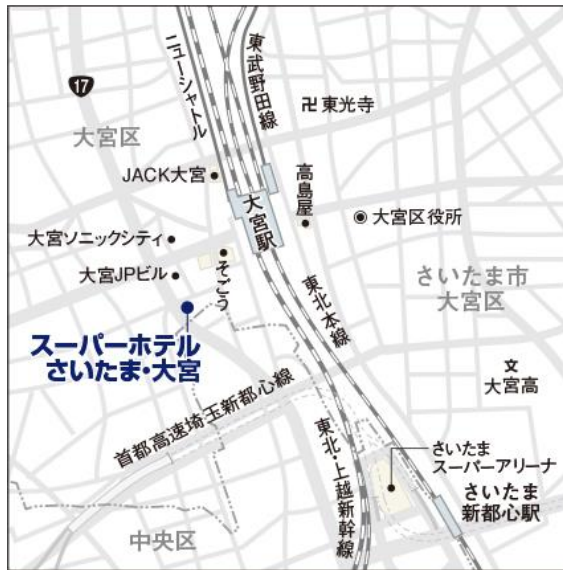 17
大宮区
ニューシャトル
東武野田線
卍東光寺
JACK大宮
高島屋
大宮駅
大宮区役所
大宮ソニックシティ
大宮JPビル
そごう
さいたま市
大宮区
スーパーホテル
さいたま・大宮
東北本線
文
大宮高
首都高速埼玉新都心線
東北・上越新幹線
さいたま
スーパーアリーナ
さいたま
新都心駅
中央区